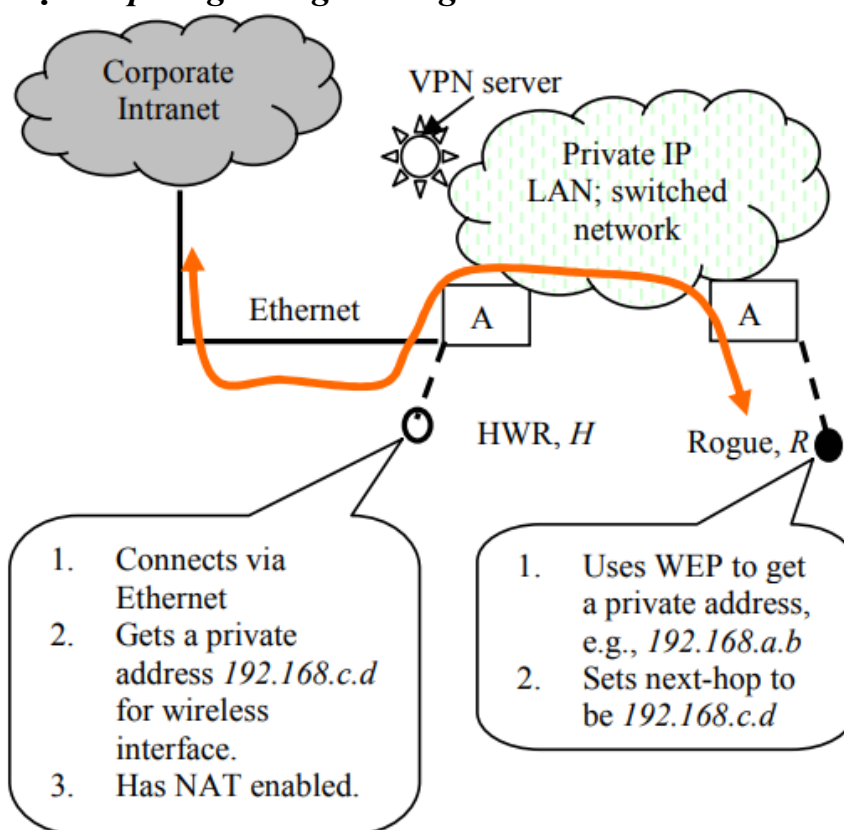 Corporate
Intranet
VPN server
Private IP
LAN; switched
network
Ethernet
A
A
HWR, H
Rogue, R
1. Connects via
Ethernet
2. Gets a private
address 192.168.c.d
for wireless
interface.
3. Has NAT enabled.
1. Uses WEP to get
a private address,
e.g., 192.168.a.b
2. Sets next-hop to
be 192.168.c.d